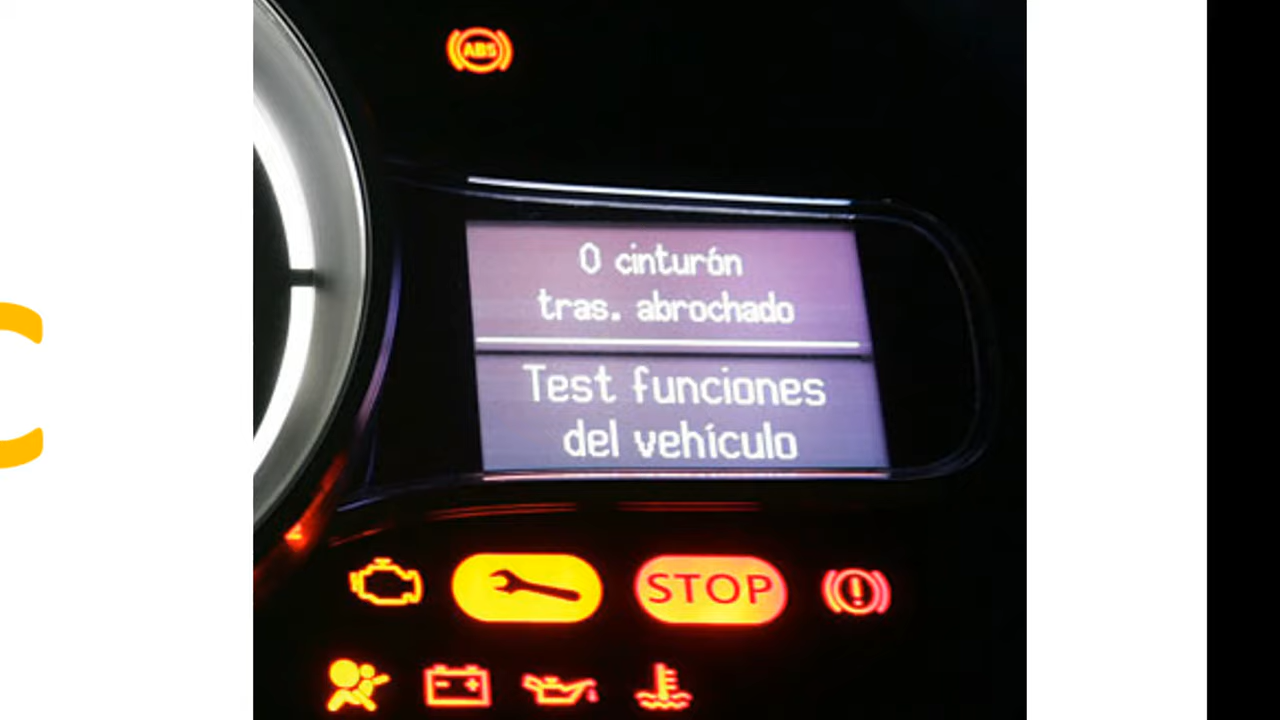 ABS
0 cinturón
tras. abrochado
Test funciones
del vehículo
STOP